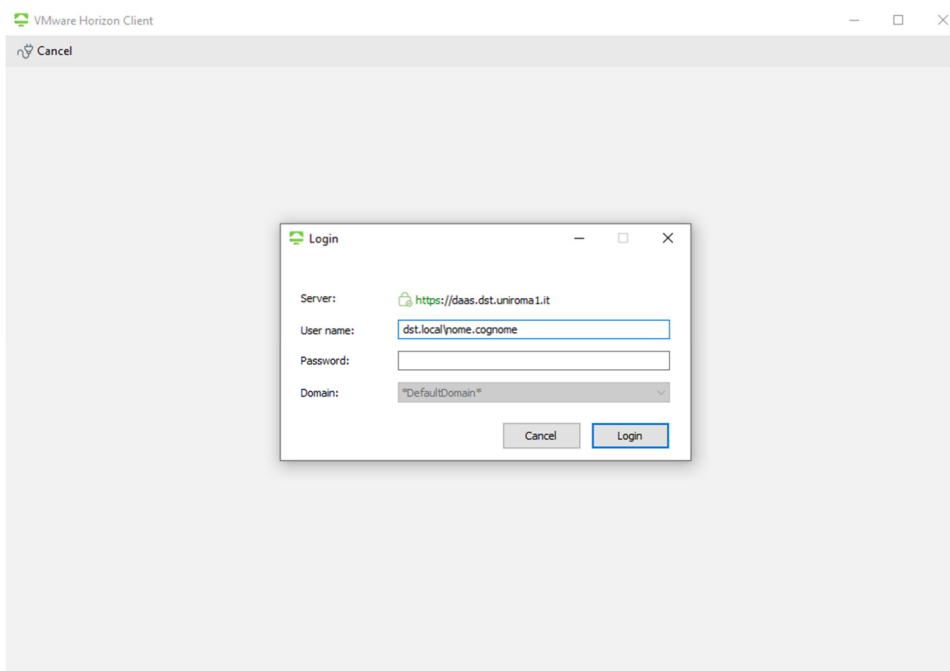 VMware Horizon Client
Cancel
Login
Server: https://daas.dst.uniroma1.it
User name: dst.local\nome.cognome
Password:
Domain: *DefaultDomain*
Cancel Login